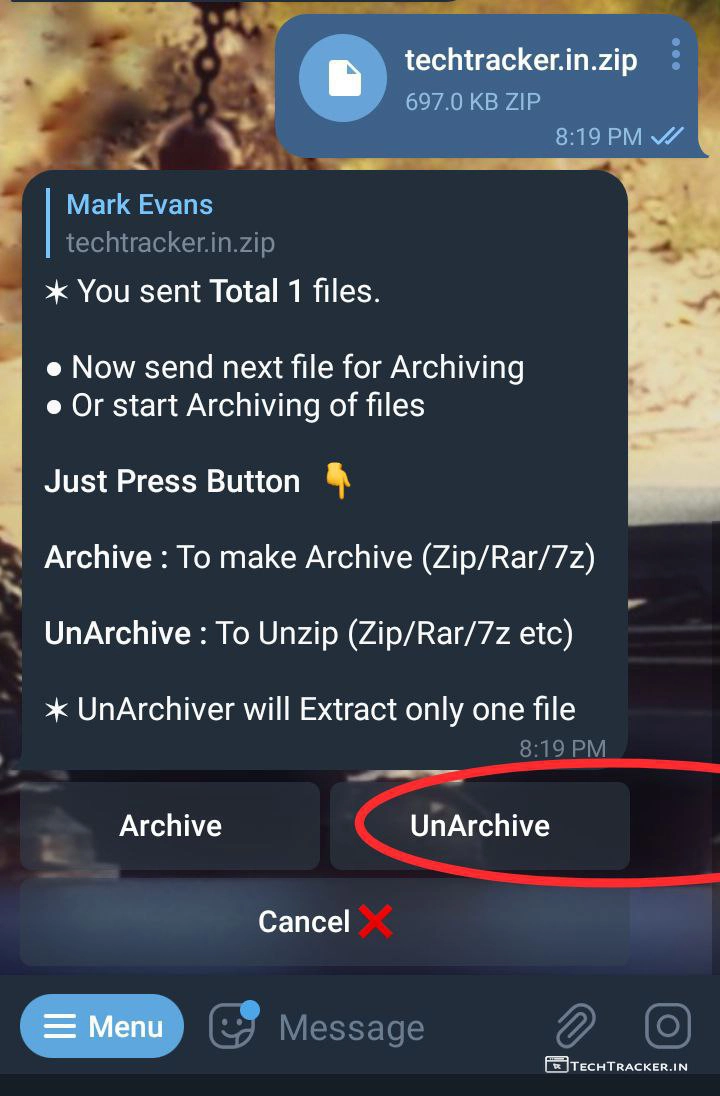 techtracker.in.zip
697.0 KB ZIP
8:19 PM
Mark Evans
techtracker.in.zip
✶ You sent Total 1 files.
● Now send next file for Archiving
● Or start Archiving of files
Just Press Button 👇
Archive : To make Archive (Zip/Rar/7z)
UnArchive : To Unzip (Zip/Rar/7z etc)
✶ UnArchiver will Extract only one file
8:19 PM
Archive UnArchive
Cancel ❌
Menu Message
TECHTRACKER.IN